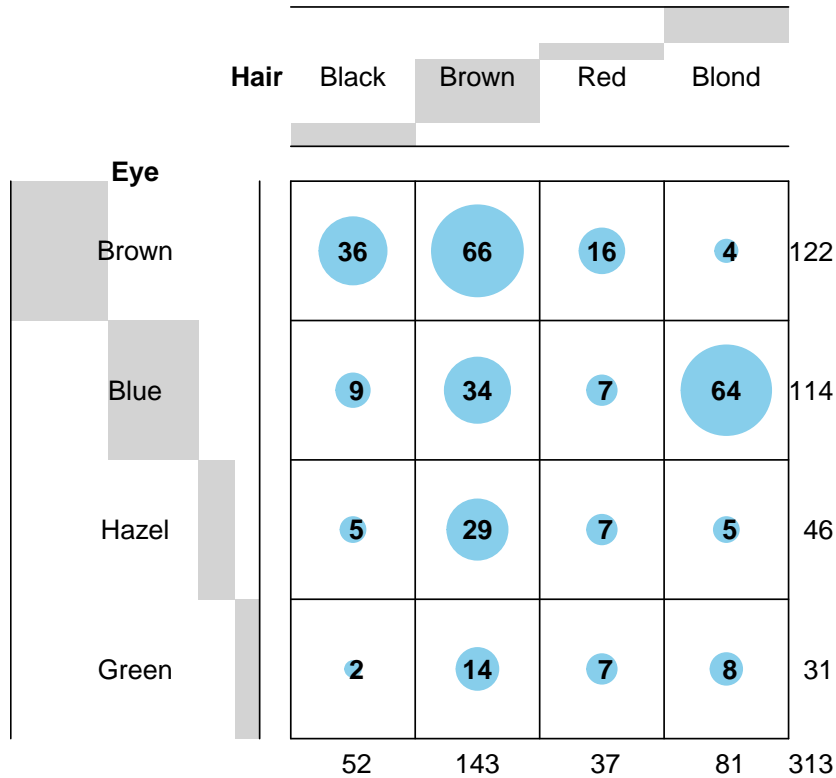 Hair Black Brown Red Blond
Eye
Brown 36 66 16 4 122
Blue 9 34 7 64 114
Hazel 5 29 7 5 46
Green 2 14 7 8 31
52 143 37 81 313